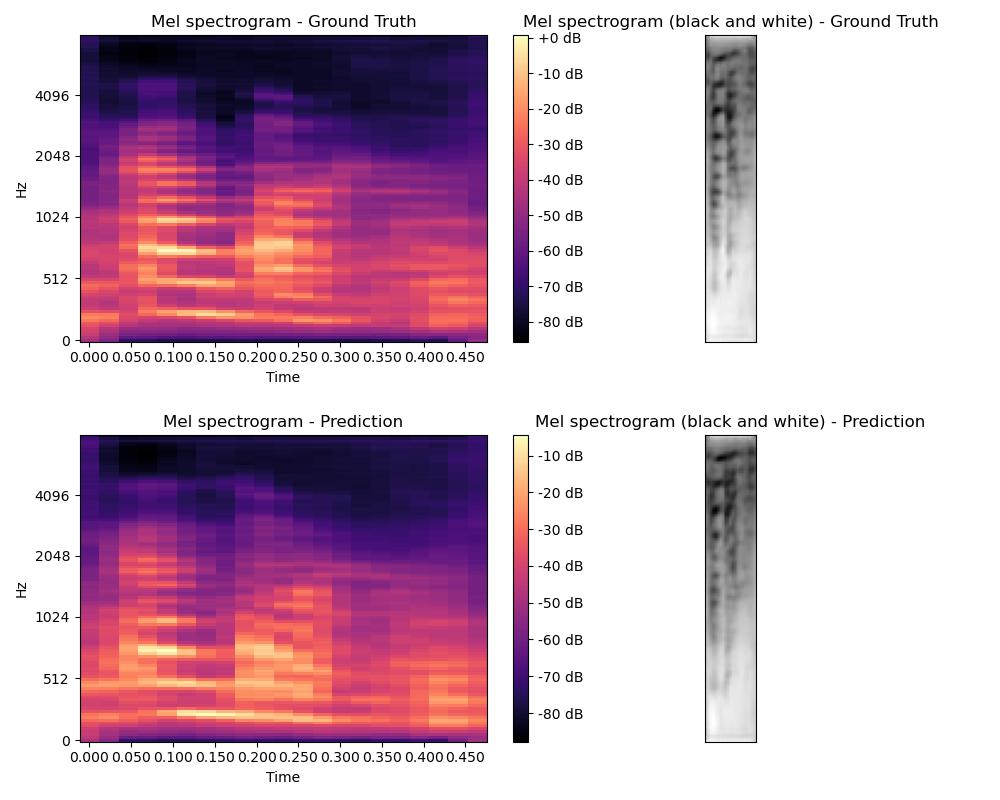 Mel spectrogram - Ground Truth
Mel spectrogram (black and white) - Ground Truth
4096
2048
1024
512
0
Hz
0.000 0.050 0.100 0.150 0.200 0.250 0.300 0.350 0.400 0.450
Time
+0 dB
-10 dB
-20 dB
-30 dB
-40 dB
-50 dB
-60 dB
-70 dB
-80 dB
Mel spectrogram - Prediction
Mel spectrogram (black and white) - Prediction
4096
2048
1024
512
0
Hz
0.000 0.050 0.100 0.150 0.200 0.250 0.300 0.350 0.400 0.450
Time
-10 dB
-20 dB
-30 dB
-40 dB
-50 dB
-60 dB
-70 dB
-80 dB